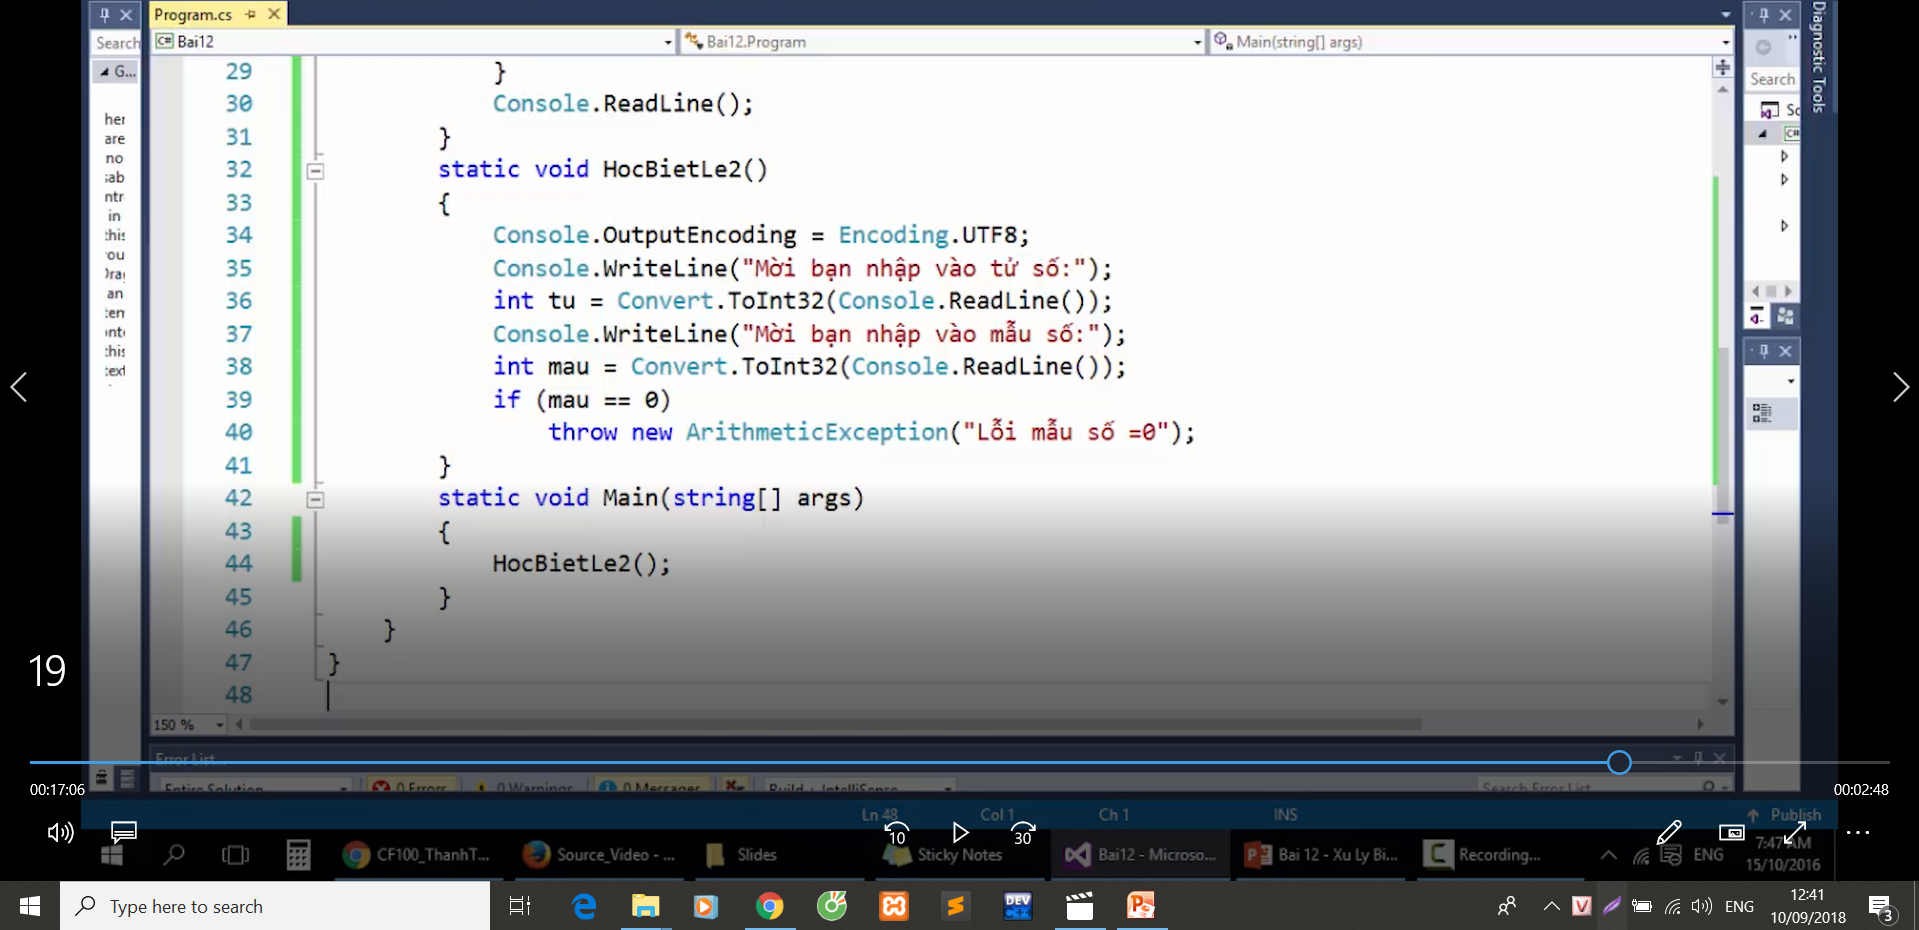 Program.cs
Diagnostic Tools
Search
C# Bai12
Bai12.Program
Main(string[] args)
G...
Search
her
are
no
in
this
this
29 }
30 Console.ReadLine();
31 }
32 static void HocBietLe2()
33 {
34 Console.OutputEncoding = Encoding.UTF8;
35 Console.WriteLine("Mời bạn nhập vào tử số:");
36 int tu = Convert.ToInt32(Console.ReadLine());
37 Console.WriteLine("Mời bạn nhập vào mẫu số:");
38 int mau = Convert.ToInt32(Console.ReadLine());
39 if (mau == 0)
40 throw new ArithmeticException("Lỗi mẫu số =0");
41 }
42 static void Main(string[] args)
43 {
44 HocBietLe2();
45 }
46 }
47 }
48
19
150 %
Error List...
Entire Solution
0 Errors
0 Warnings
0 Messages
Build + IntelliSense
Search Error List
00:17:06
00:02:48
Ln 48
Col 1
Ch 1
INS
Publish
10
30
CF100_ThanhT...
Source_Video - ...
Slides
Sticky Notes
Bai12 - Microso...
Bai 12 - Xu Ly Bi...
Recording...
ENG
7:47 AM
15/10/2016
Type here to search
DEV
C++
ENG
12:41
10/09/2018
3